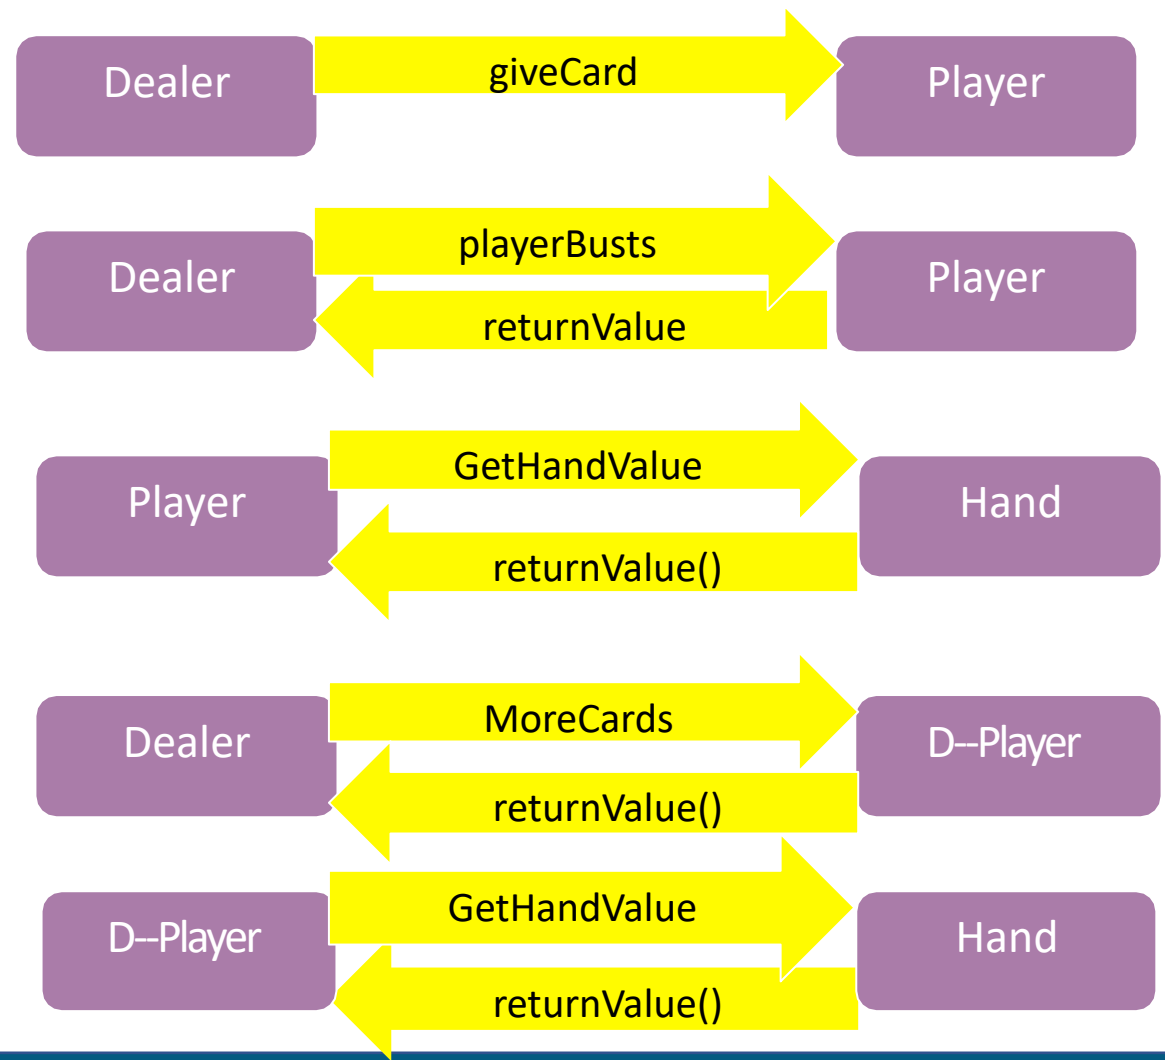 Dealer
giveCard
Player
Dealer
playerBusts
Player
returnValue
Player
GetHandValue
Hand
returnValue()
Dealer
MoreCards
D--Player
returnValue()
D--Player
GetHandValue
Hand
returnValue()